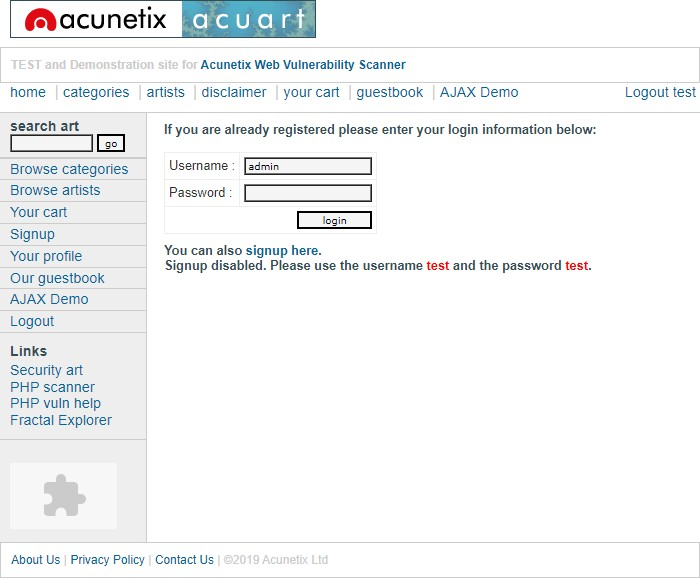 acunetix acuart
TEST and Demonstration site for Acunetix Web Vulnerability Scanner
home | categories | artists | disclaimer | your cart | guestbook | AJAX Demo Logout test
search art
go
Browse categories
Browse artists
Your cart
Signup
Your profile
Our guestbook
AJAX Demo
Logout
Links
Security art
PHP scanner
PHP vuln help
Fractal Explorer
If you are already registered please enter your login information below:
Username : admin
Password :
login
You can also signup here.
Signup disabled. Please use the username test and the password test.
About Us | Privacy Policy | Contact Us | ©2019 Acunetix Ltd